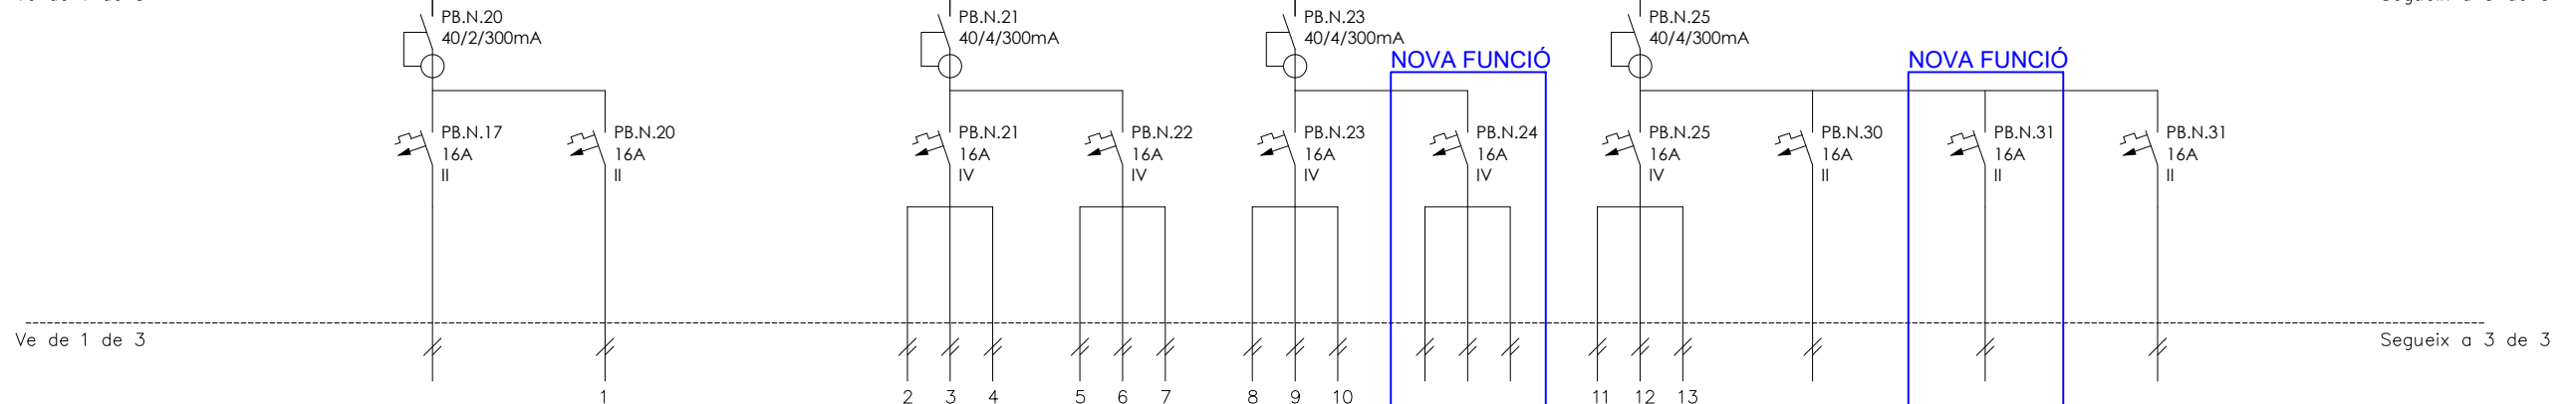 PB.N.20
40/2/300mA
PB.N.21
40/4/300mA
PB.N.23
40/4/300mA
PB.N.25
40/4/300mA
NOVA FUNCIÓ
NOVA FUNCIÓ
PB.N.17
16A
II
PB.N.20
16A
II
PB.N.21
16A
IV
PB.N.22
16A
IV
PB.N.23
16A
IV
PB.N.24
16A
IV
PB.N.25
16A
IV
PB.N.30
16A
II
PB.N.31
16A
II
PB.N.31
16A
II
Ve de 1 de 3
Segueix a 3 de 3
1 2 3 4 5 6 7 8 9 10 11 12 13